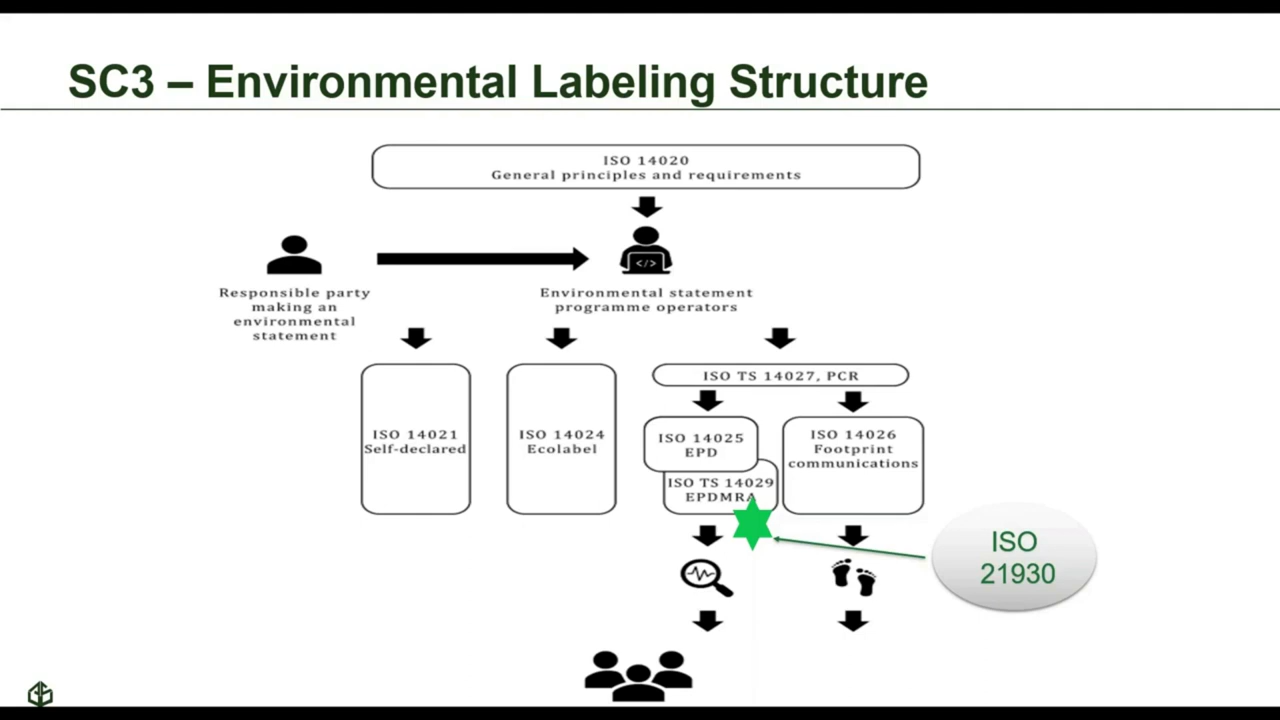 SC3 – Environmental Labeling Structure
ISO 14020
General principles and requirements
</>
Responsible party
making an
environmental
statement
Environmental statement
programme operators
ISO TS 14027, PCR
ISO 14021
Self-declared
ISO 14024
Ecolabel
ISO 14025
EPD
ISO TS 14029
EPDMRA
ISO 14026
Footprint
communications
ISO
21930